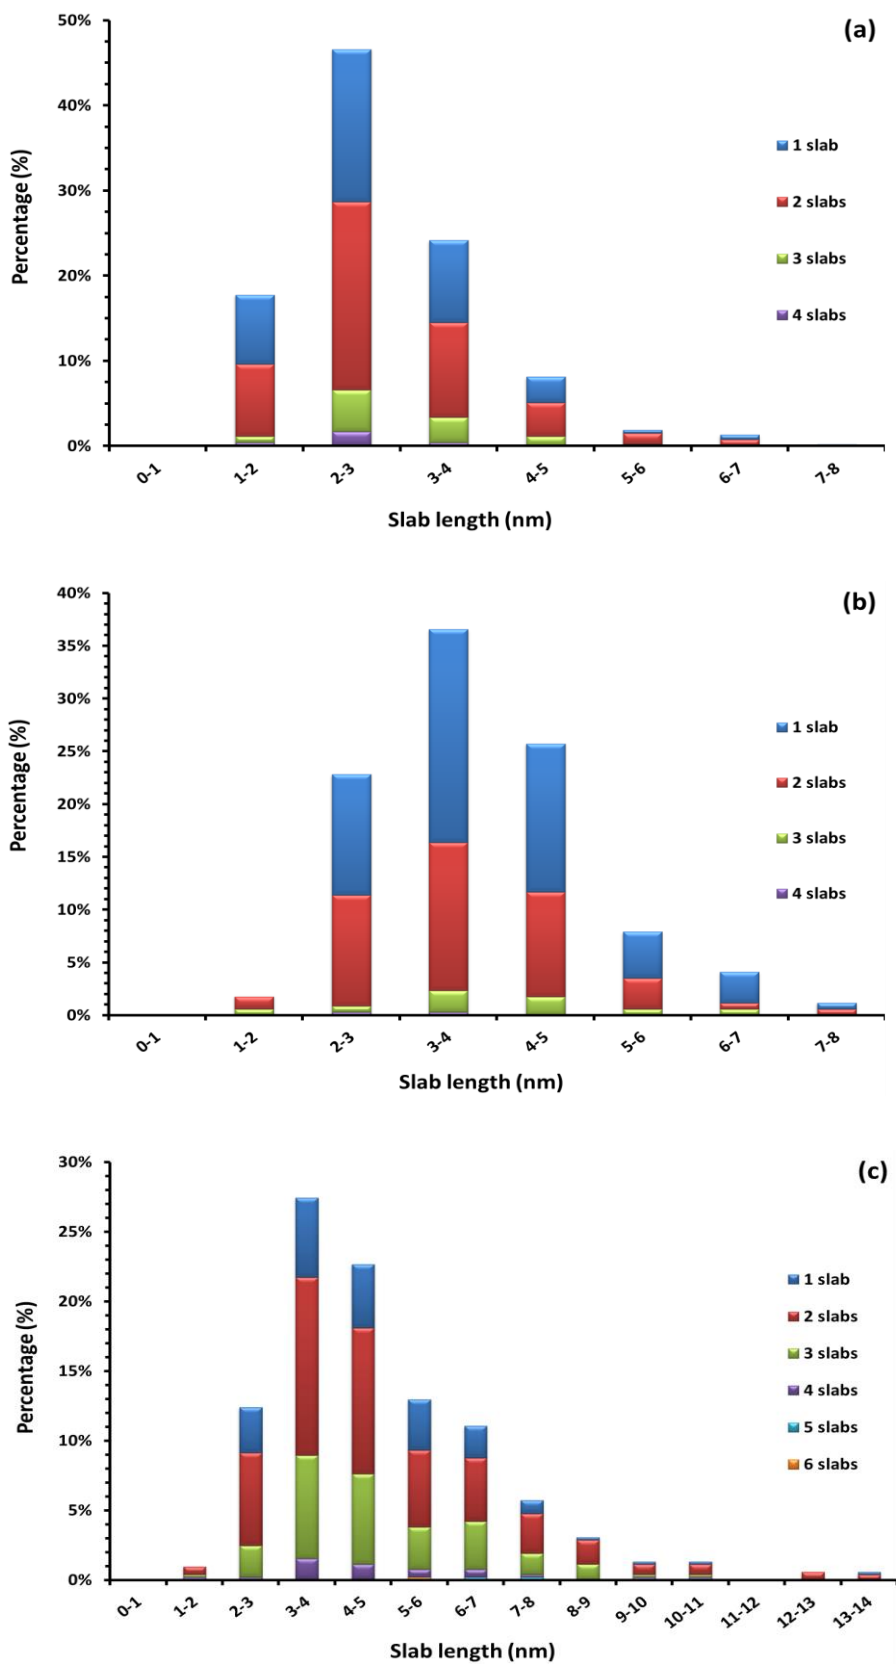 (a)
50%
40%
30%
20%
10%
0%
Percentage (%)
1 slab
2 slabs
3 slabs
4 slabs
0-1 1-2 2-3 3-4 4-5 5-6 6-7 7-8
Slab length (nm)
(b)
40%
35%
30%
25%
20%
15%
10%
5%
0%
Percentage (%)
1 slab
2 slabs
3 slabs
4 slabs
0-1 1-2 2-3 3-4 4-5 5-6 6-7 7-8
Slab length (nm)
(c)
30%
25%
20%
15%
10%
5%
0%
Percentage (%)
1 slab
2 slabs
3 slabs
4 slabs
5 slabs
6 slabs
0-1 1-2 2-3 3-4 4-5 5-6 6-7 7-8 8-9 9-10 10-11 11-12 12-13 13-14
Slab length (nm)